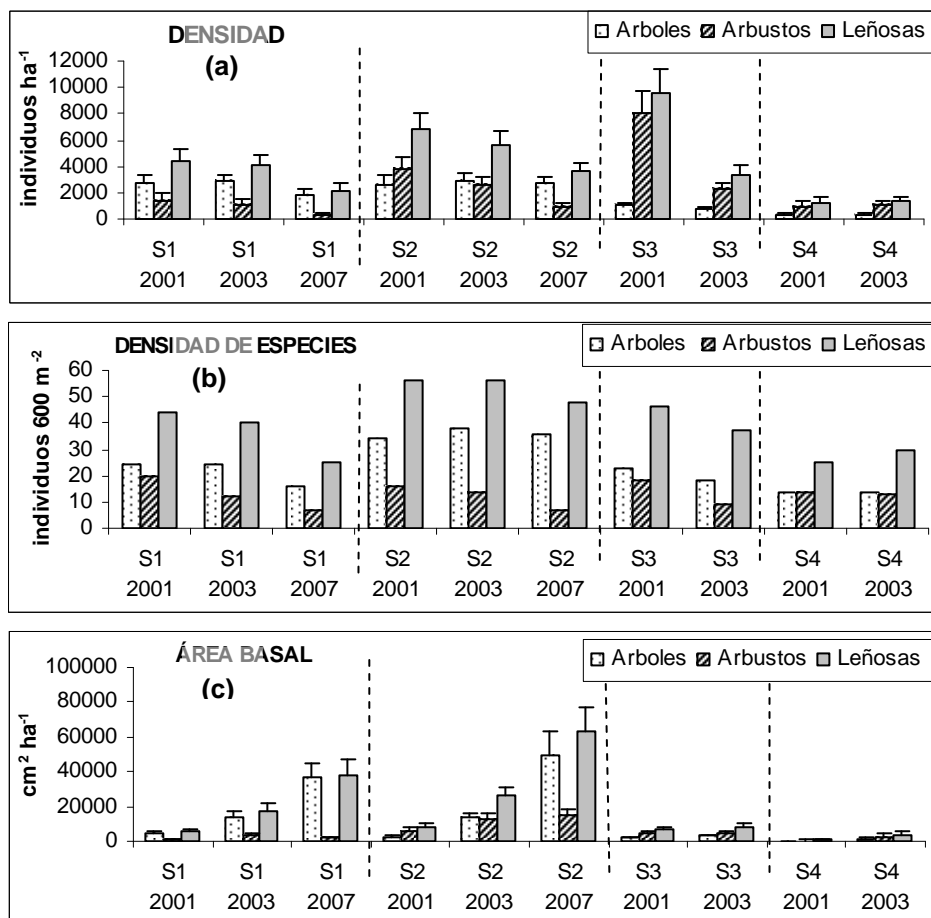 DENSIDAD
Arboles Arbustos Leñosas
(a)
individuos ha-1
12000
10000
8000
6000
4000
2000
0
S1 S1 S1 S2 S2 S2 S3 S3 S4 S4
2001 2003 2007 2001 2003 2007 2001 2003 2001 2003
DENSIDAD DE ESPECIES
Arboles Arbustos Leñosas
(b)
individuos 600 m-2
60
50
40
30
20
10
0
S1 S1 S1 S2 S2 S2 S3 S3 S4 S4
2001 2003 2007 2001 2003 2007 2001 2003 2001 2003
ÁREA BASAL
Arboles Arbustos Leñosas
(c)
cm2 ha-1
100000
80000
60000
40000
20000
0
S1 S1 S1 S2 S2 S2 S3 S3 S4 S4
2001 2003 2007 2001 2003 2007 2001 2003 2001 2003